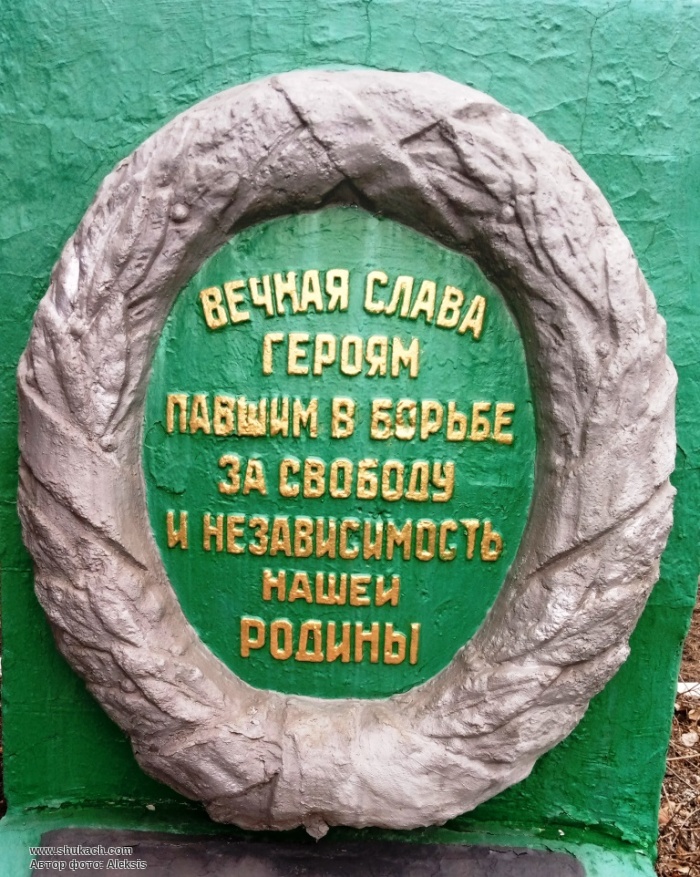 ВЕЧНАЯ СЛАВА
ГЕРОЯМ
ПАВШИМ В БОРЬБЕ
ЗА СВОБОДУ
И НЕЗАВИСИМОСТЬ
НАШЕЙ
РОДИНЫ
www.shukach.com
Автор фото: Aleksis